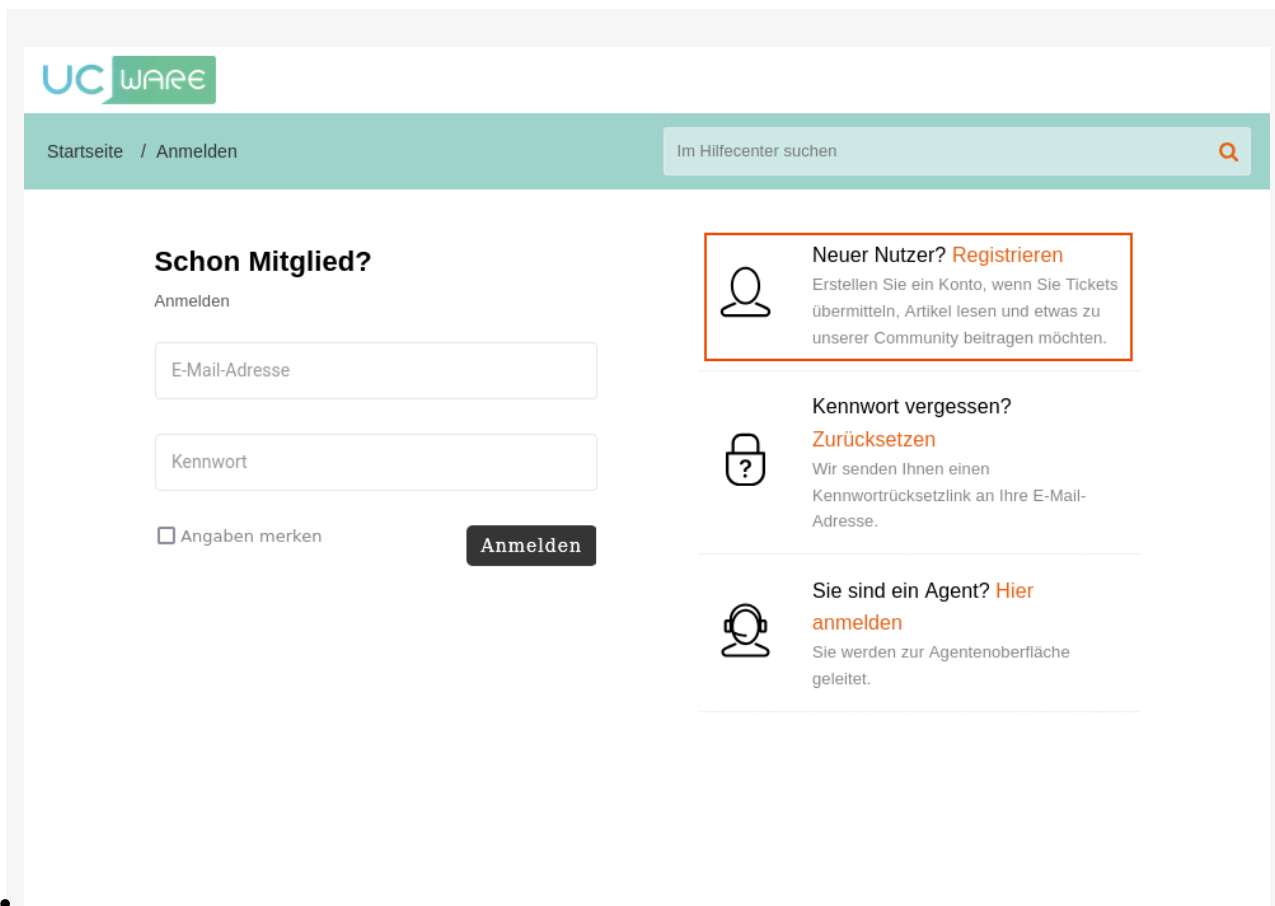 UC WARE
Startseite / Anmelden
Im Hilfecenter suchen
Schon Mitglied?
Anmelden
E-Mail-Adresse
Kennwort
Angaben merken
Anmelden
Neuer Nutzer? Registrieren
Erstellen Sie ein Konto, wenn Sie Tickets
übermitteln, Artikel lesen und etwas zu
unserer Community beitragen möchten.
Kennwort vergessen?
Zurücksetzen
Wir senden Ihnen einen
Kennwortrücksetzlink an Ihre E-Mail-
Adresse.
Sie sind ein Agent? Hier
anmelden
Sie werden zur Agentenoberfläche
geleitet.